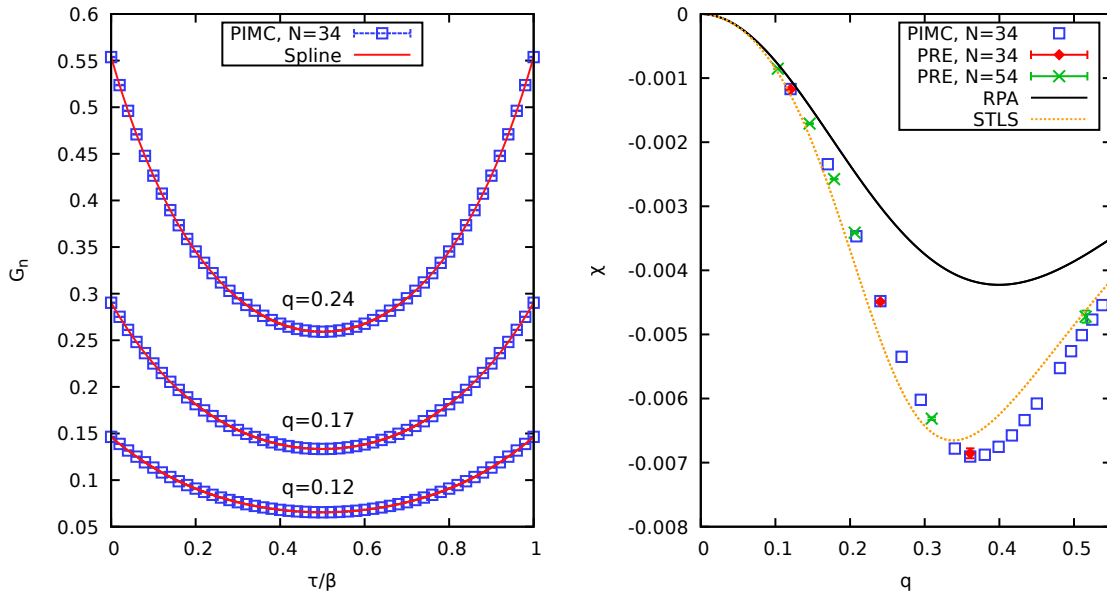 PIMC, N=34
Spline
0.6
0.55
0.5
0.45
0.4
0.35
0.3
0.25
0.2
0.15
0.1
0.05
Gn
q=0.24
q=0.17
q=0.12
0
0.2
0.4
0.6
0.8
1
τ/β
PIMC, N=34
PRE, N=34
PRE, N=54
RPA
STLS
0
-0.001
-0.002
-0.003
-0.004
-0.005
-0.006
-0.007
-0.008
χ
0
0.1
0.2
0.3
0.4
0.5
q